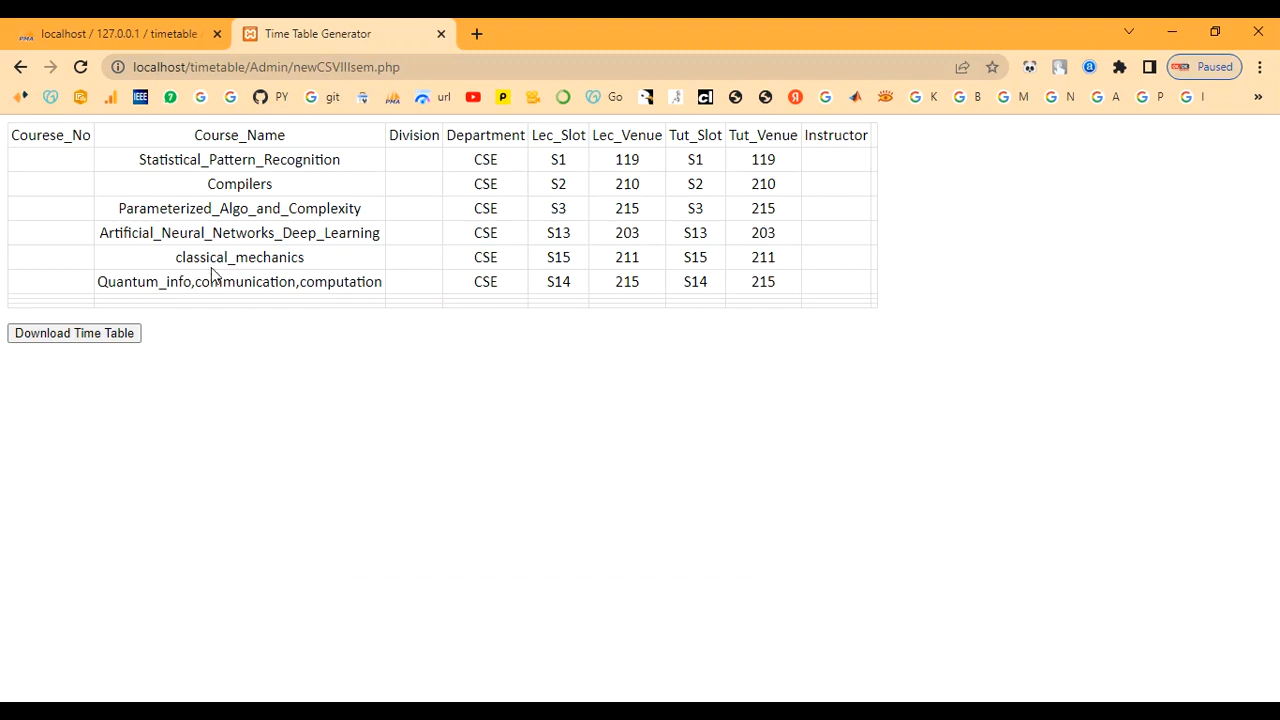 localhost / 127.0.0.1 / timetable
Time Table Generator
localhost/timetable/Admin/newCSVIIIsem.php
Paused
IEEE PY git url Go K B M N A P I
Courese_No Course_Name Division Department Lec_Slot Lec_Venue Tut_Slot Tut_Venue Instructor
Statistical_Pattern_Recognition CSE S1 119 S1 119
Compilers CSE S2 210 S2 210
Parameterized_Algo_and_Complexity CSE S3 215 S3 215
Artificial_Neural_Networks_Deep_Learning CSE S13 203 S13 203
classical_mechanics CSE S15 211 S15 211
Quantum_info,communication,computation CSE S14 215 S14 215
Download Time Table